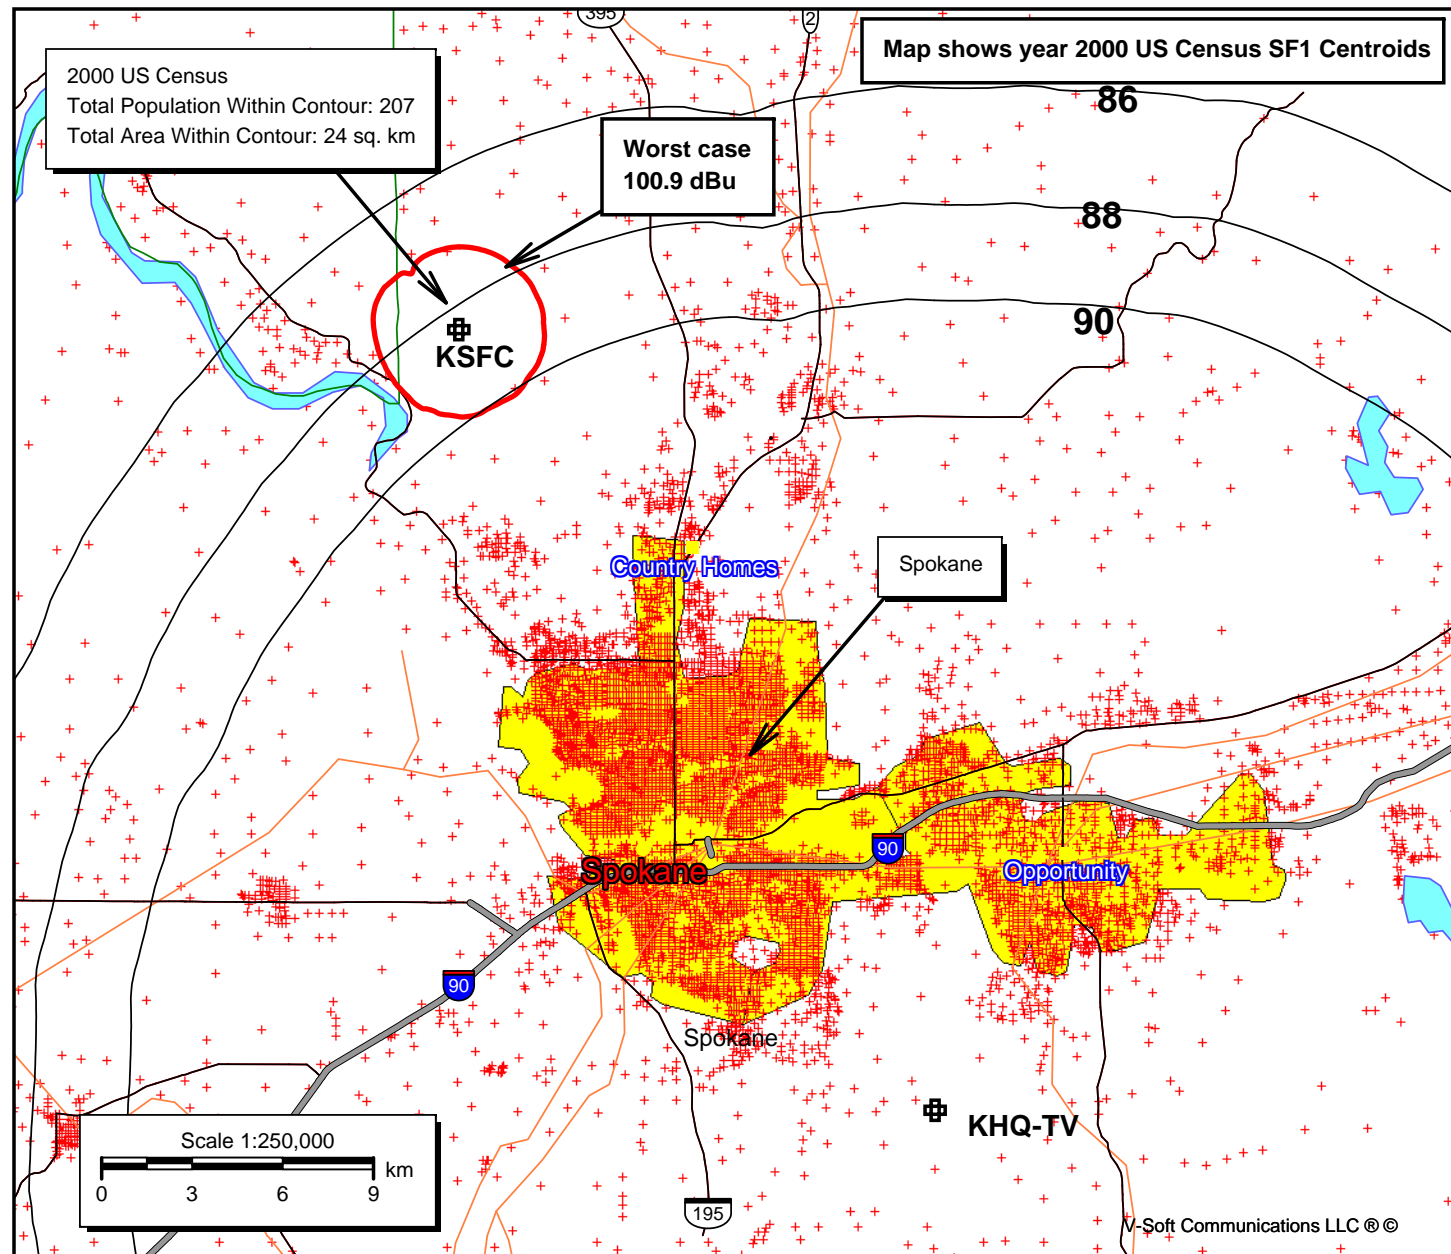 395
2
Map shows year 2000 US Census SF1 Centroids
2000 US Census
Total Population Within Contour: 207
Total Area Within Contour: 24 sq. km
86
Worst case
100.9 dBu
88
90
KSFC
Country Homes
Spokane
90
Spokane
Opportunity
90
Spokane
KHQ-TV
Scale 1:250,000
km
0 3 6 9
195
V-Soft Communications LLC ® ©